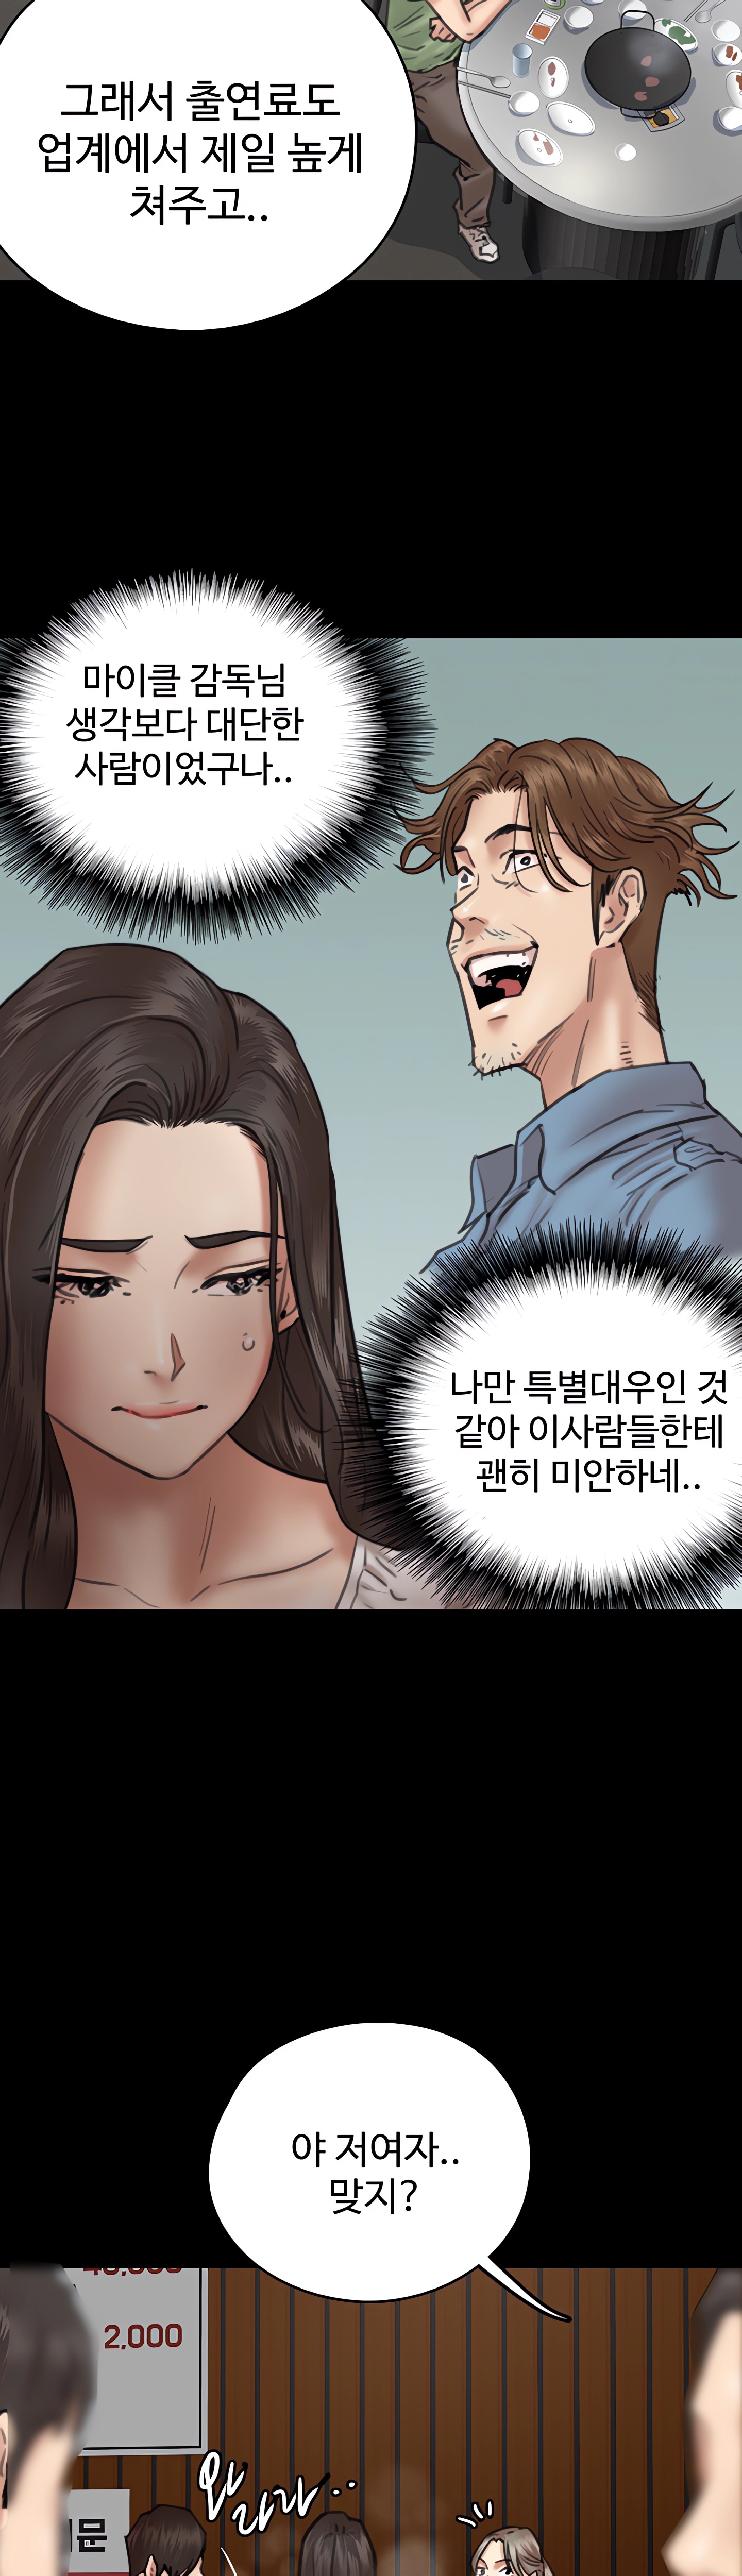 그래서 출연료도
업계에서 제일 높게
쳐주고..
마이클 감독님
생각보다 대단한
사람이었구나..
나만 특별대우인 것
같아 이사람들한테
괜히 미안하네..
야 저여자..
맞지?
2,000
와
라라..
문